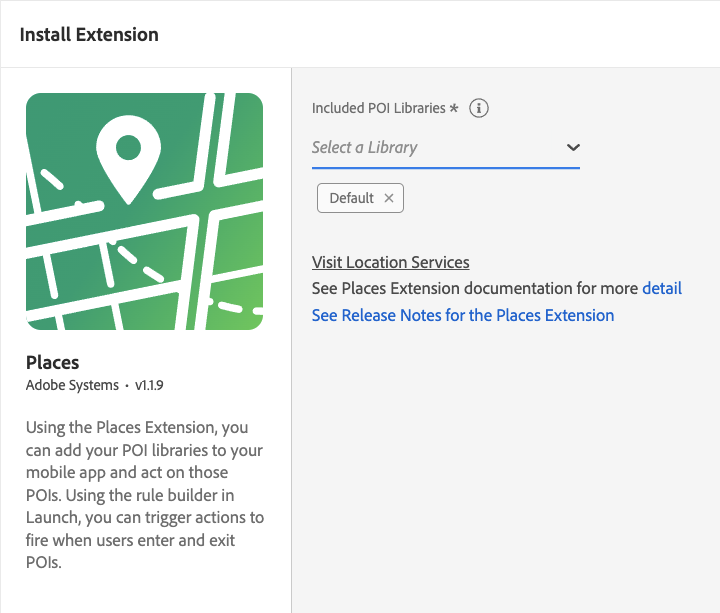 Install Extension
Included POI Libraries *
Select a Library
Default
Visit Location Services
See Places Extension documentation for more detail
See Release Notes for the Places Extension
Places
Adobe Systems • v1.1.9
Using the Places Extension, you
can add your POI libraries to your
mobile app and act on those
POIs. Using the rule builder in
Launch, you can trigger actions to
fire when users enter and exit
POIs.